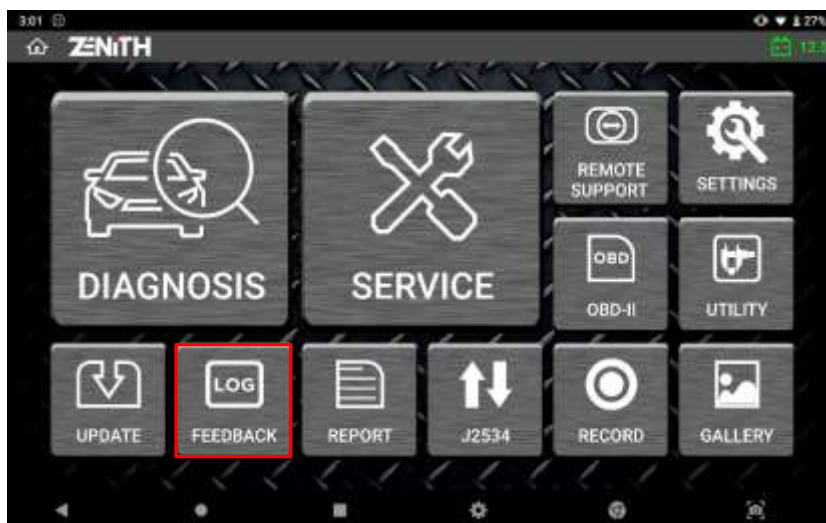 3:01 27%
ZENITH
DIAGNOSIS
SERVICE
REMOTE
SUPPORT
SETTINGS
OBD
OBD-II
UTILITY
UPDATE
LOG
FEEDBACK
REPORT
J2534
RECORD
GALLERY